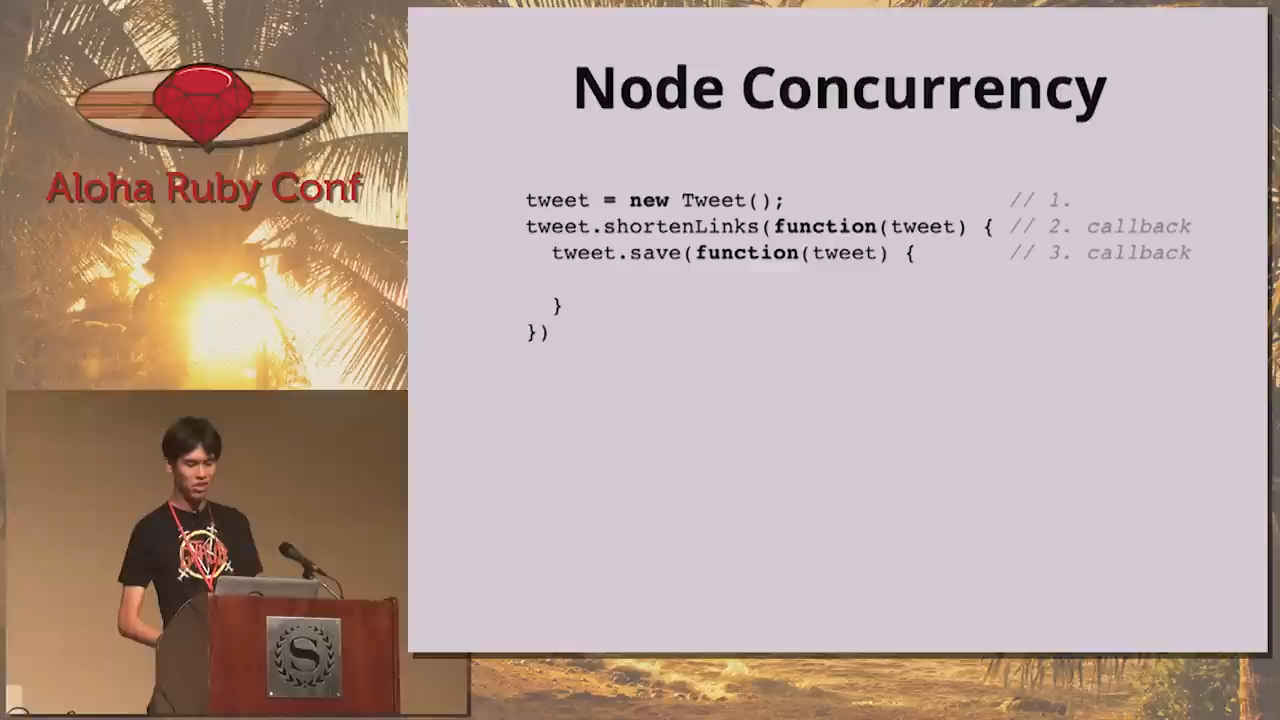 Aloha Ruby Conf
Node Concurrency
tweet = new Tweet(); // 1.
tweet.shortenLinks(function(tweet) { // 2. callback
tweet.save(function(tweet) { // 3. callback
}
})
S